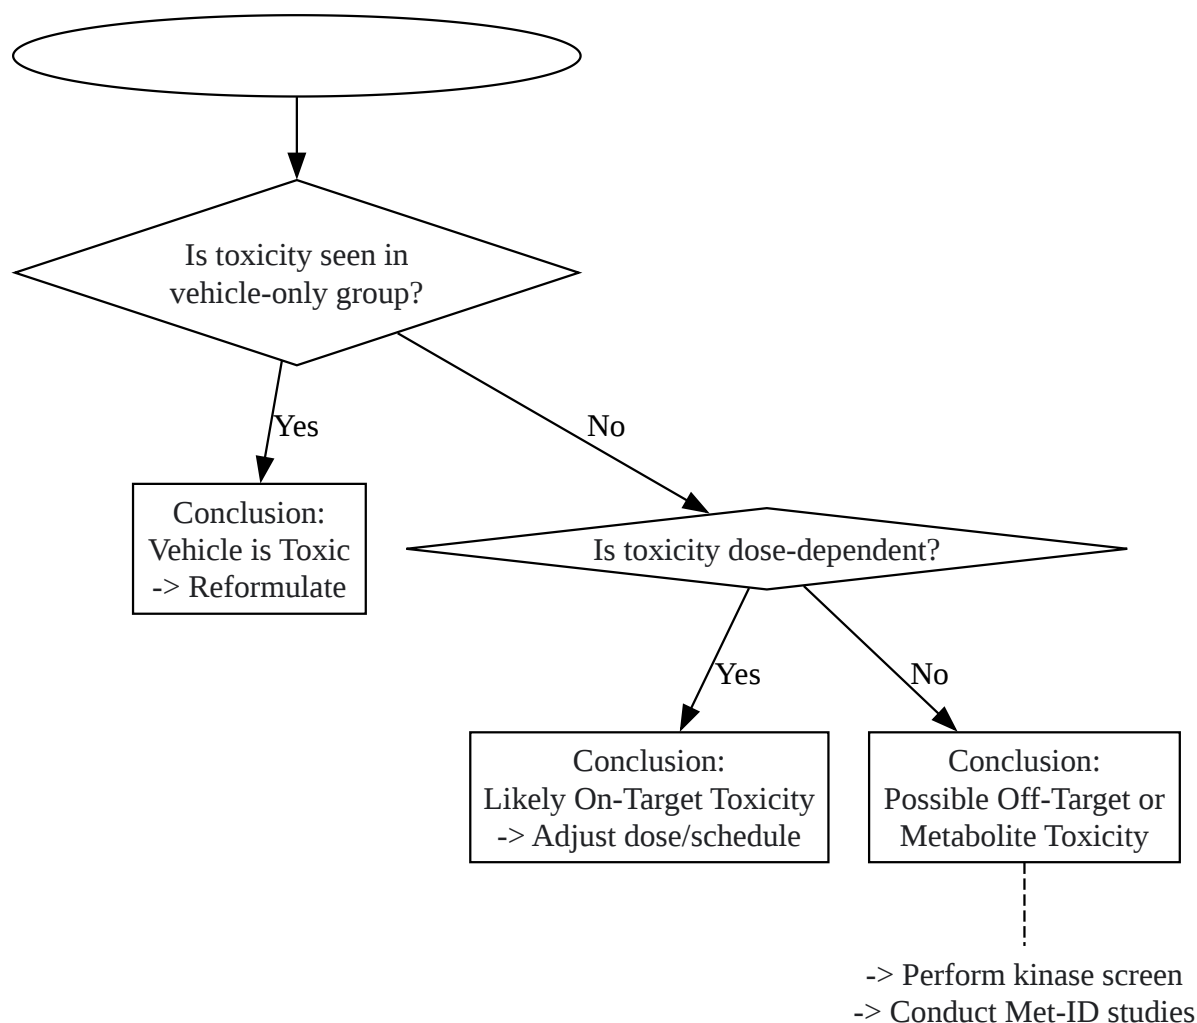 Is toxicity seen in
vehicle-only group?
Yes
No
Conclusion:
Vehicle is Toxic
-> Reformulate
Is toxicity dose-dependent?
Yes
No
Conclusion:
Likely On-Target Toxicity
-> Adjust dose/schedule
Conclusion:
Possible Off-Target or
Metabolite Toxicity
-> Perform kinase screen
-> Conduct Met-ID studies